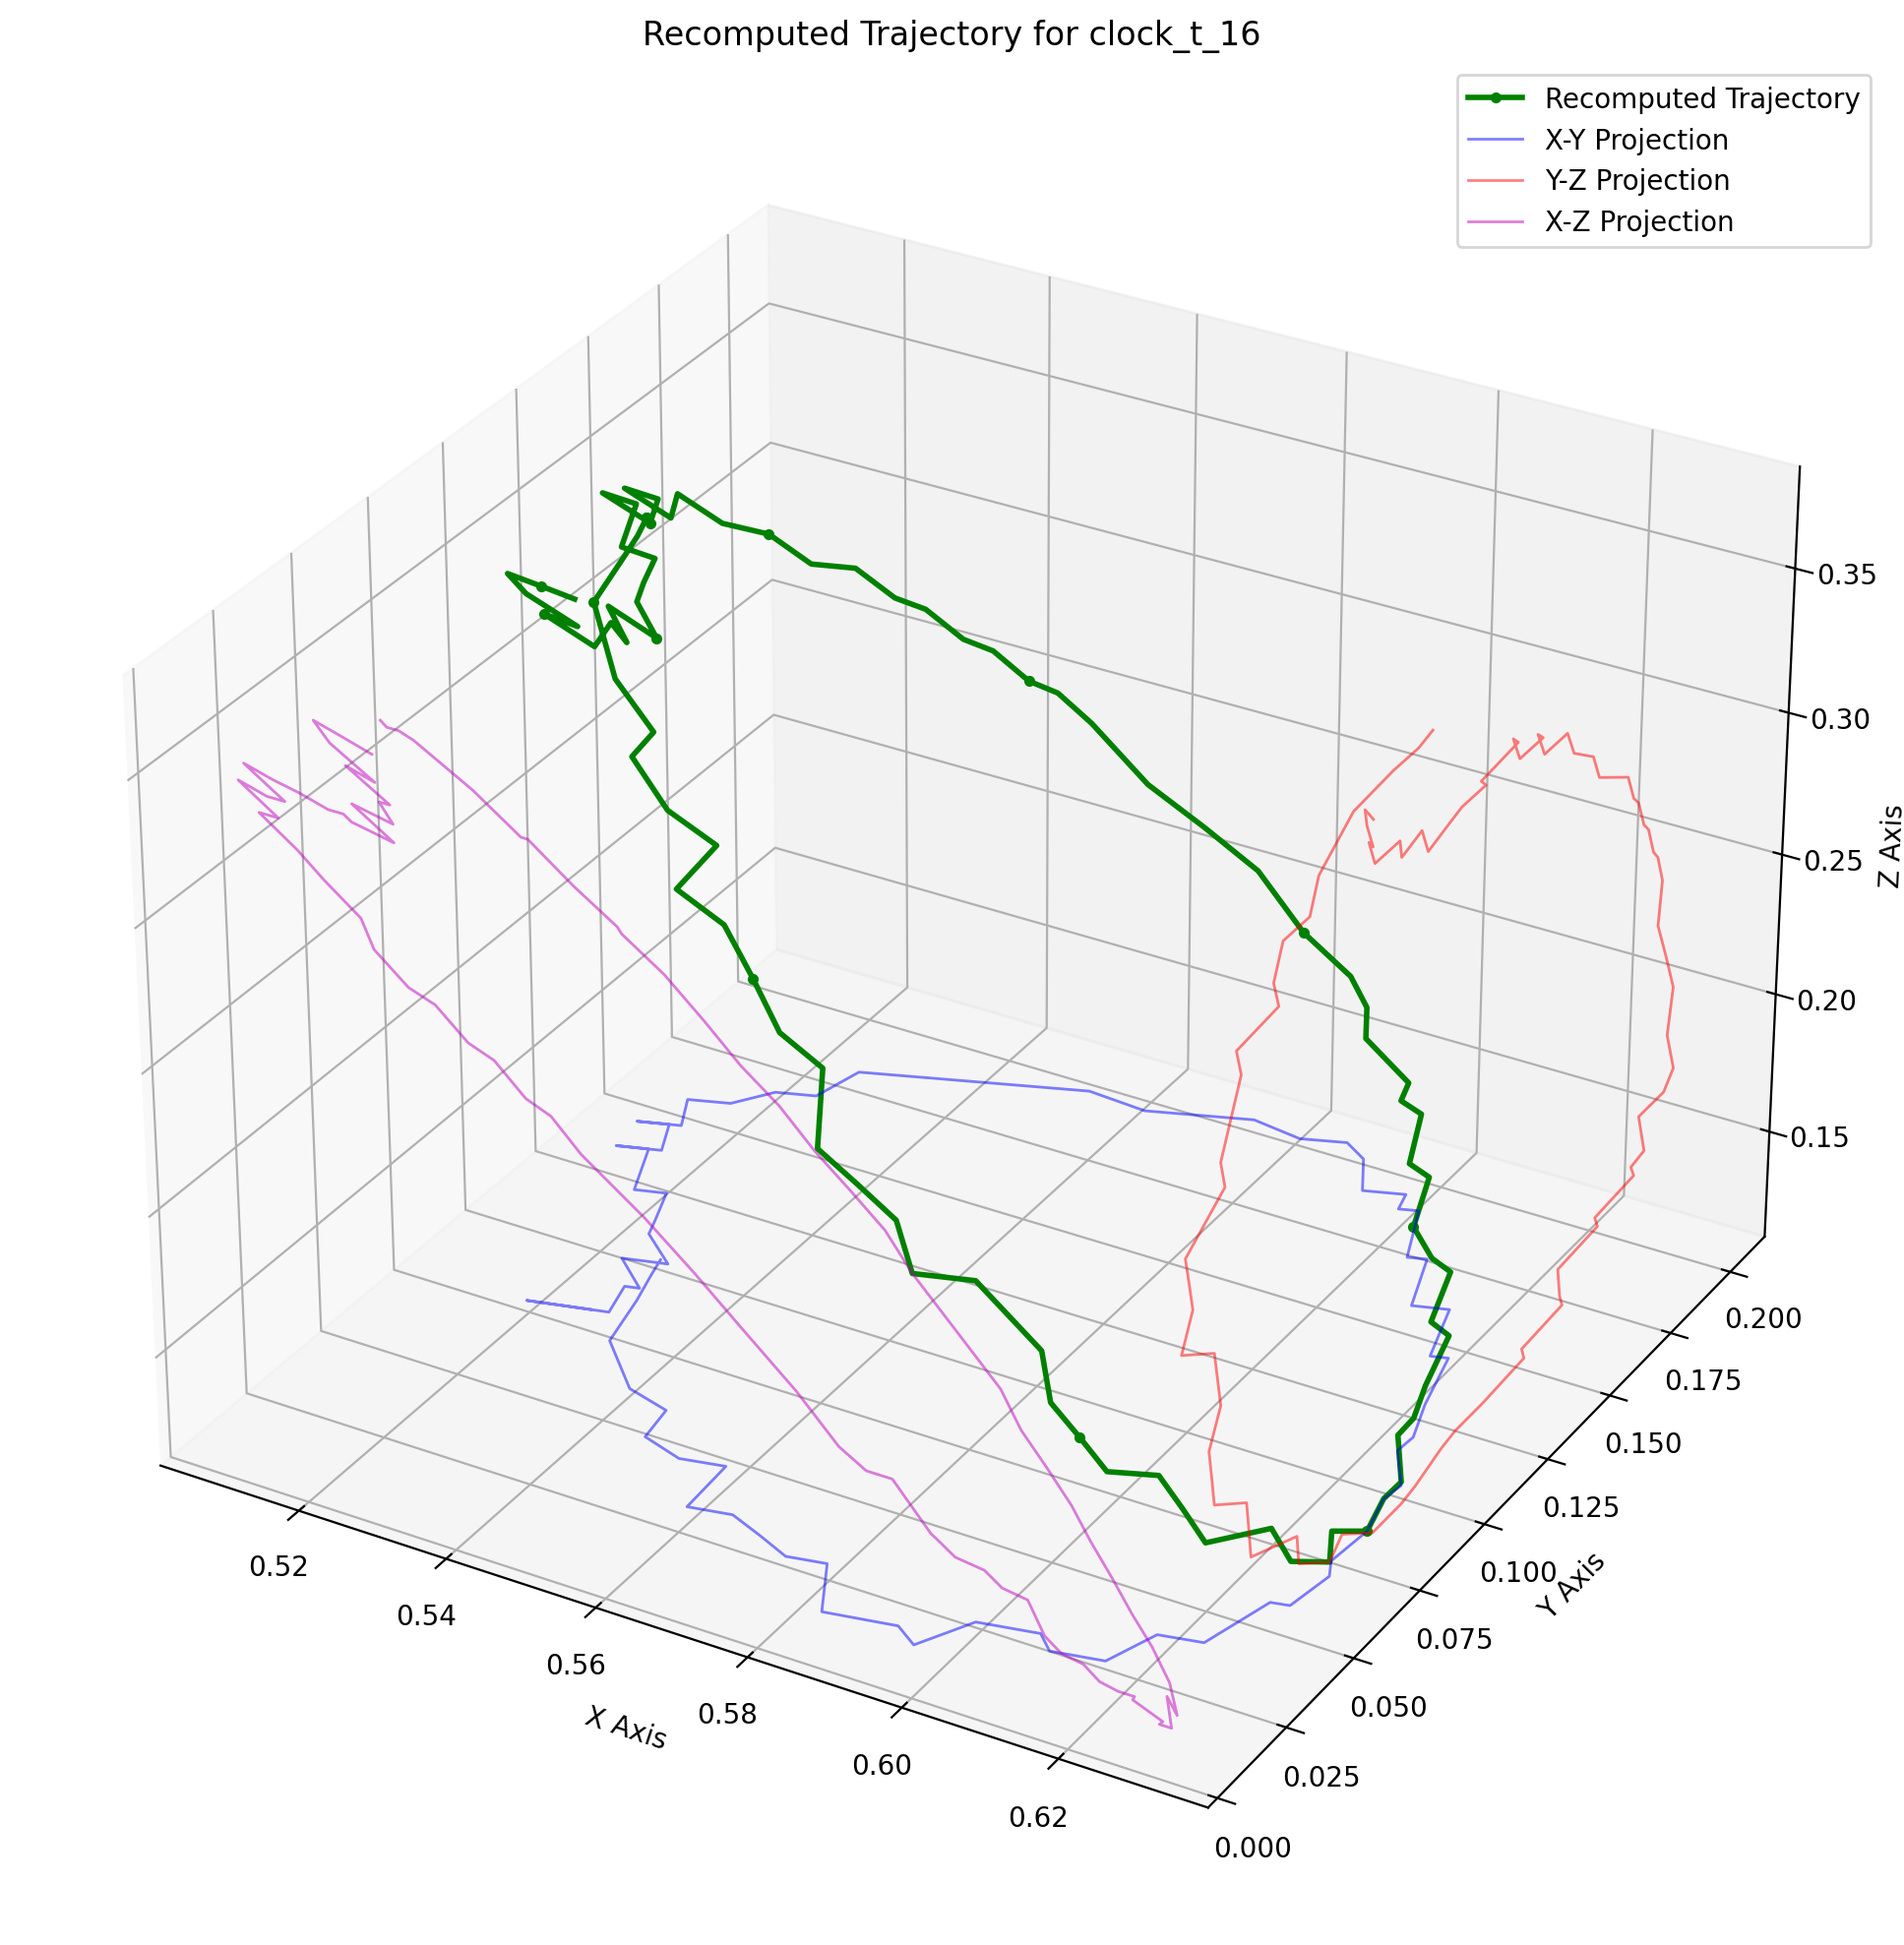 Recomputed Trajectory for clock_t_16
Recomputed Trajectory
X-Y Projection
Y-Z Projection
X-Z Projection
0.35
0.30
0.25
0.20
0.15
Z Axis
0.200
0.175
0.150
0.125
0.100
0.075
0.050
0.025
0.000
Y Axis
0.52
0.54
0.56
0.58
0.60
0.62
X Axis